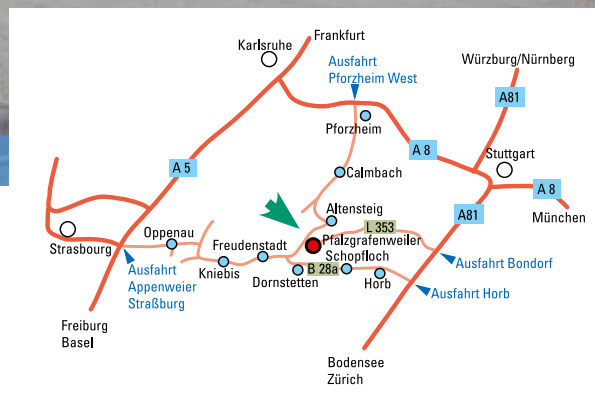 Frankfurt
Karlsruhe
Ausfahrt
Pforzheim West
Würzburg/Nürnberg
A81
Pforzheim
A 8
Stuttgart
A 5
Calmbach
A 8
Altensteig
A81
München
L 353
Oppenau
Pfalzgrafenweiler
Strasbourg
Freudenstadt
Schopfloch
Ausfahrt
Appenweier
Straßburg
Kniebis
B 28a
Dornstetten
Horb
Ausfahrt Bondorf
Ausfahrt Horb
Freiburg
Basel
Bodensee
Zürich